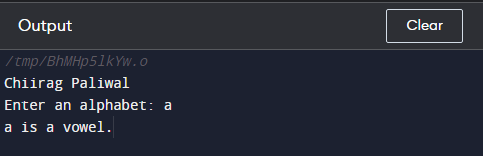 Output
Clear
/tmp/BhMHp5lkYw.o
Chiirag Paliwal
Enter an alphabet: a
a is a vowel.